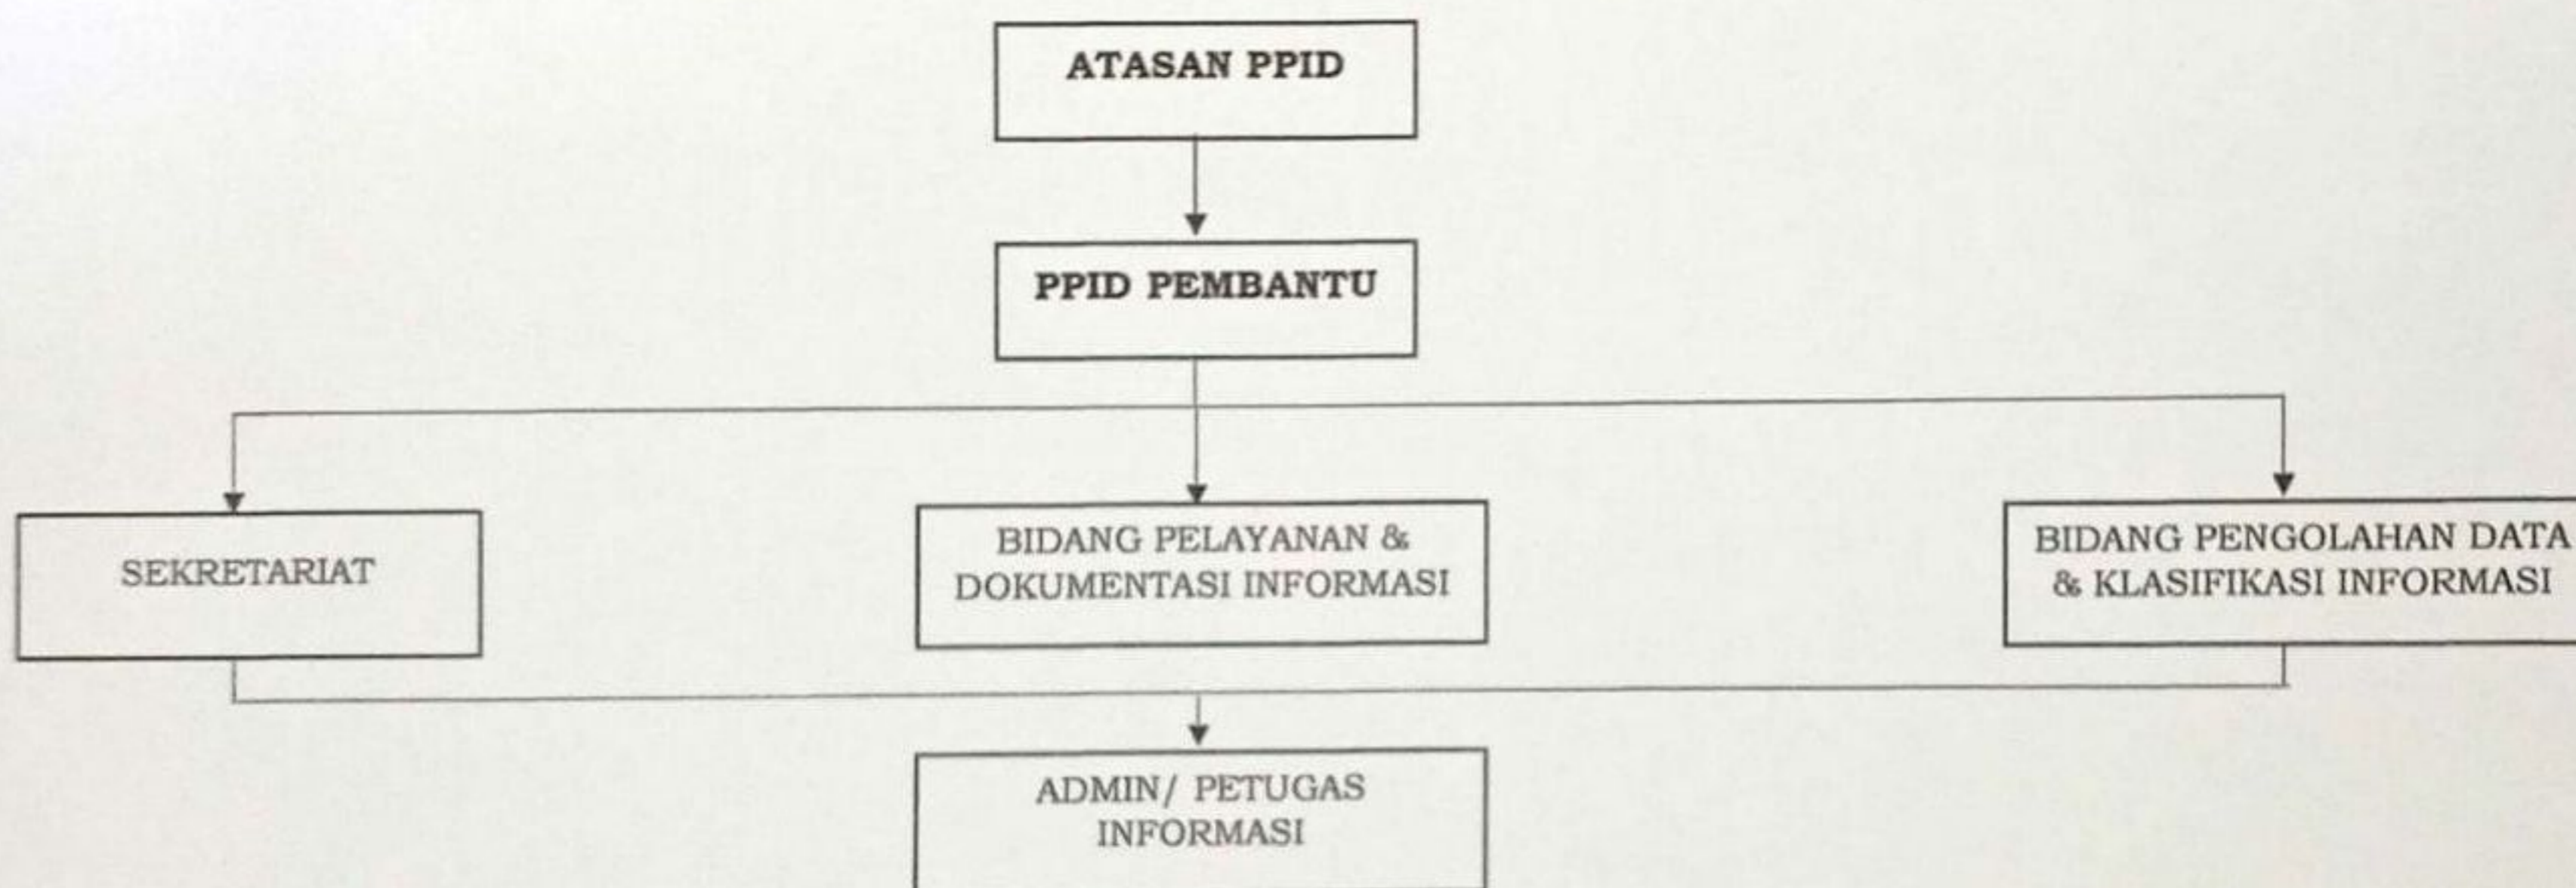 ATASAN PPID
PPID PEMBANTU
SEKRETARIAT
BIDANG PELAYANAN &
DOKUMENTASI INFORMASI
BIDANG PENGOLAHAN DATA
& KLASIFIKASI INFORMASI
ADMIN/ PETUGAS
INFORMASI